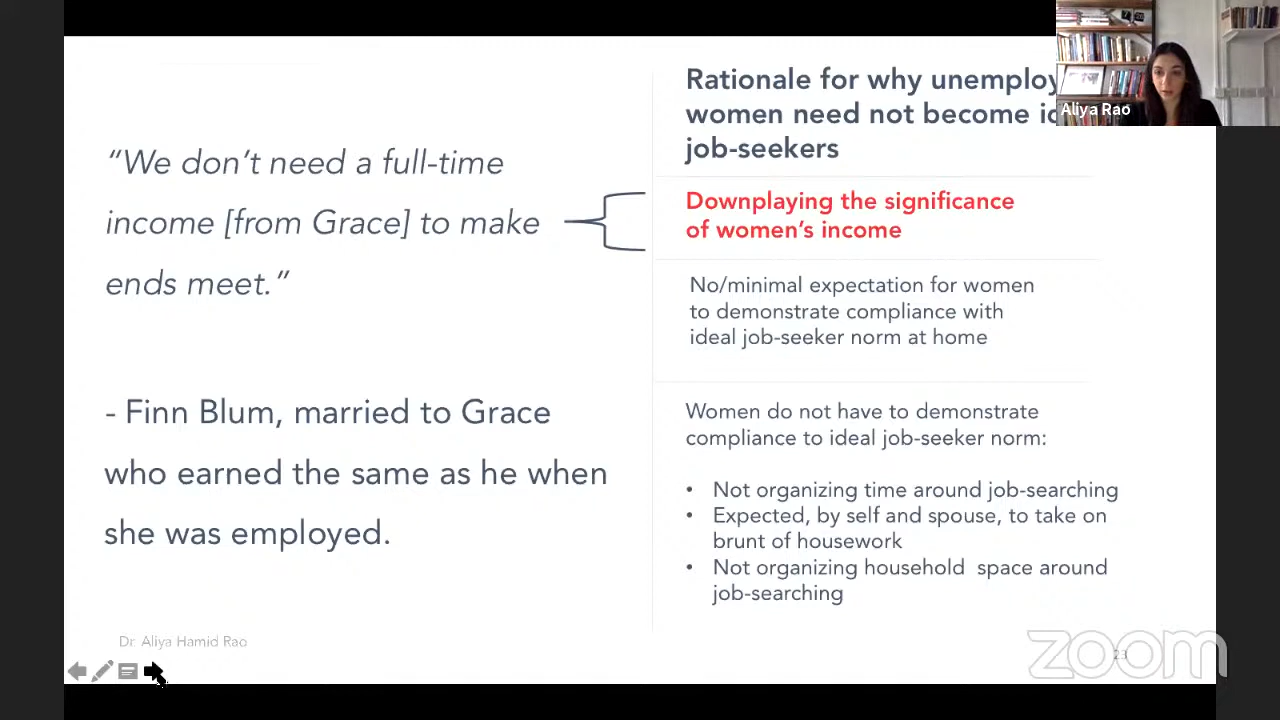 “We don’t need a full-time
income [from Grace] to make
ends meet.”
- Finn Blum, married to Grace
who earned the same as he when
she was employed.
Rationale for why unemploy
women need not become
job-seekers
Downplaying the significance
of women’s income
No/minimal expectation for women
to demonstrate compliance with
ideal job-seeker norm at home
Women do not have to demonstrate
compliance to ideal job-seeker norm:
• Not organizing time around job-searching
• Expected, by self and spouse, to take on
brunt of housework
• Not organizing household space around
job-searching
Aliya Rao
Dr. Aliya Hamid Rao
23
zoom